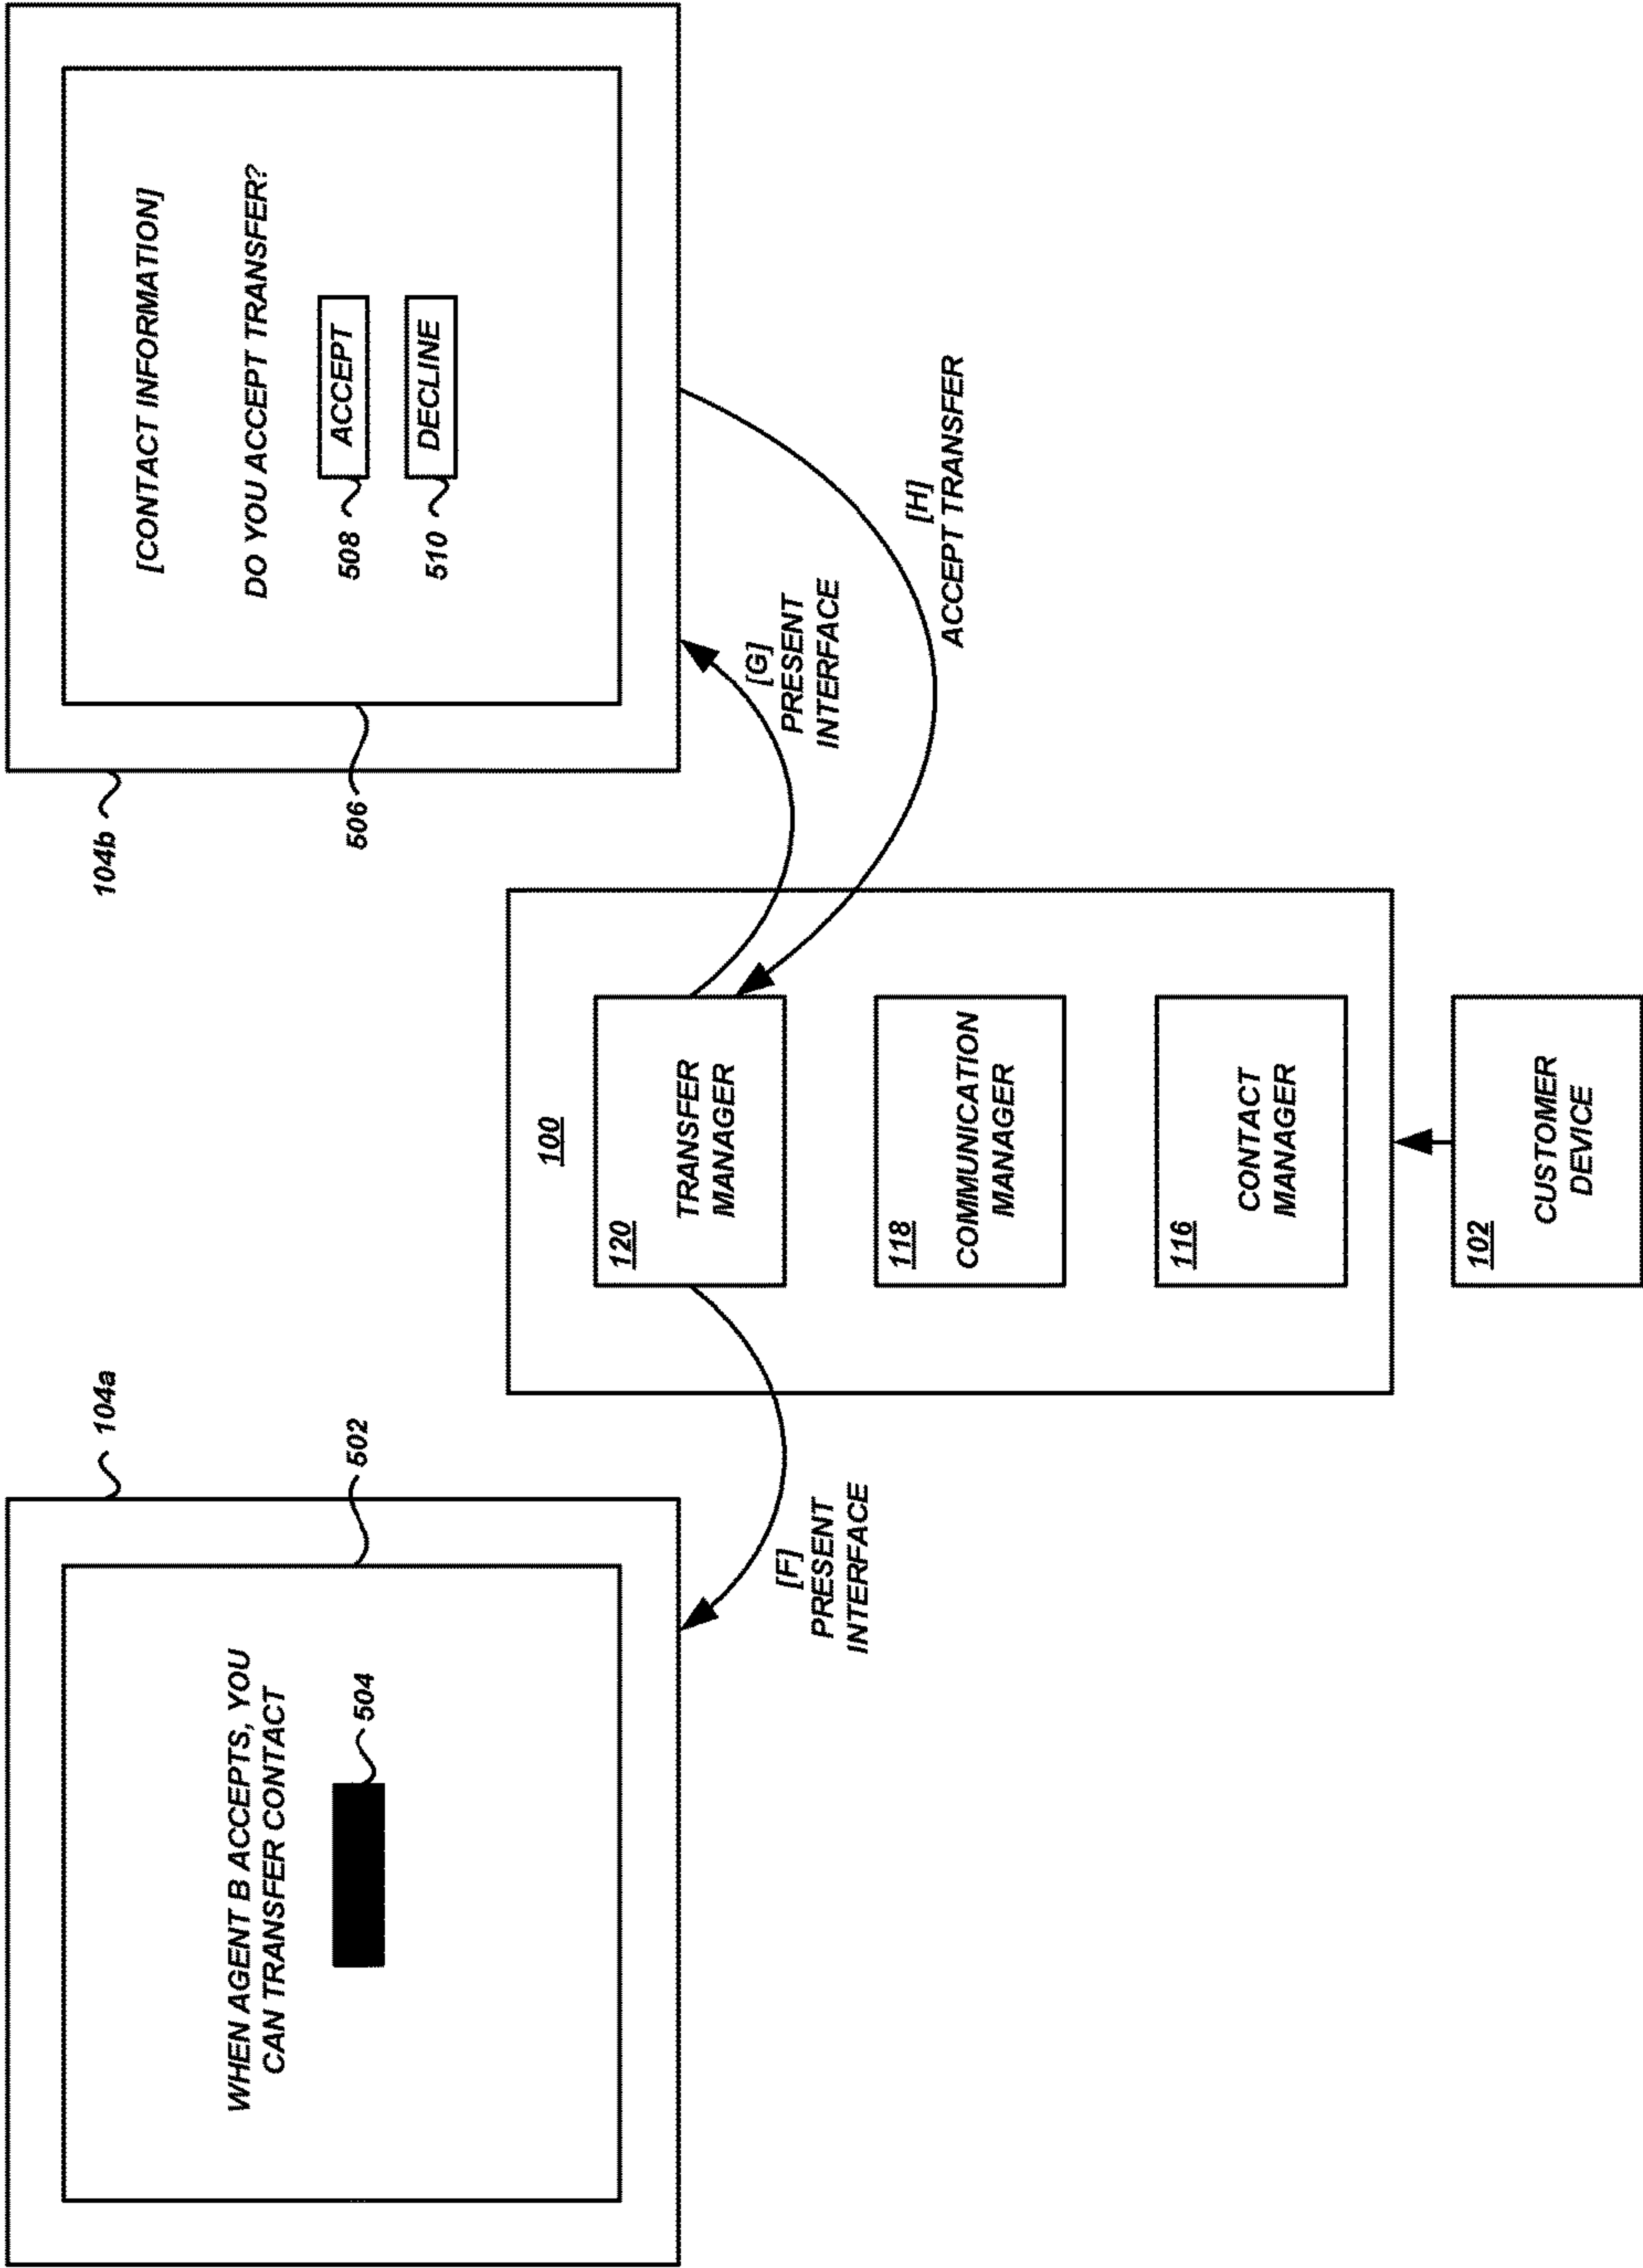 104a
WHEN AGENT B ACCEPTS, YOU
CAN TRANSFER CONTACT
504
502
[F]
PRESENT
INTERFACE
100
120
TRANSFER
MANAGER
118
COMMUNICATION
MANAGER
116
CONTACT
MANAGER
102
CUSTOMER
DEVICE
104b
[CONTACT INFORMATION]
DO YOU ACCEPT TRANSFER?
508
ACCEPT
510
DECLINE
506
[G]
PRESENT
INTERFACE
[H]
ACCEPT TRANSFER